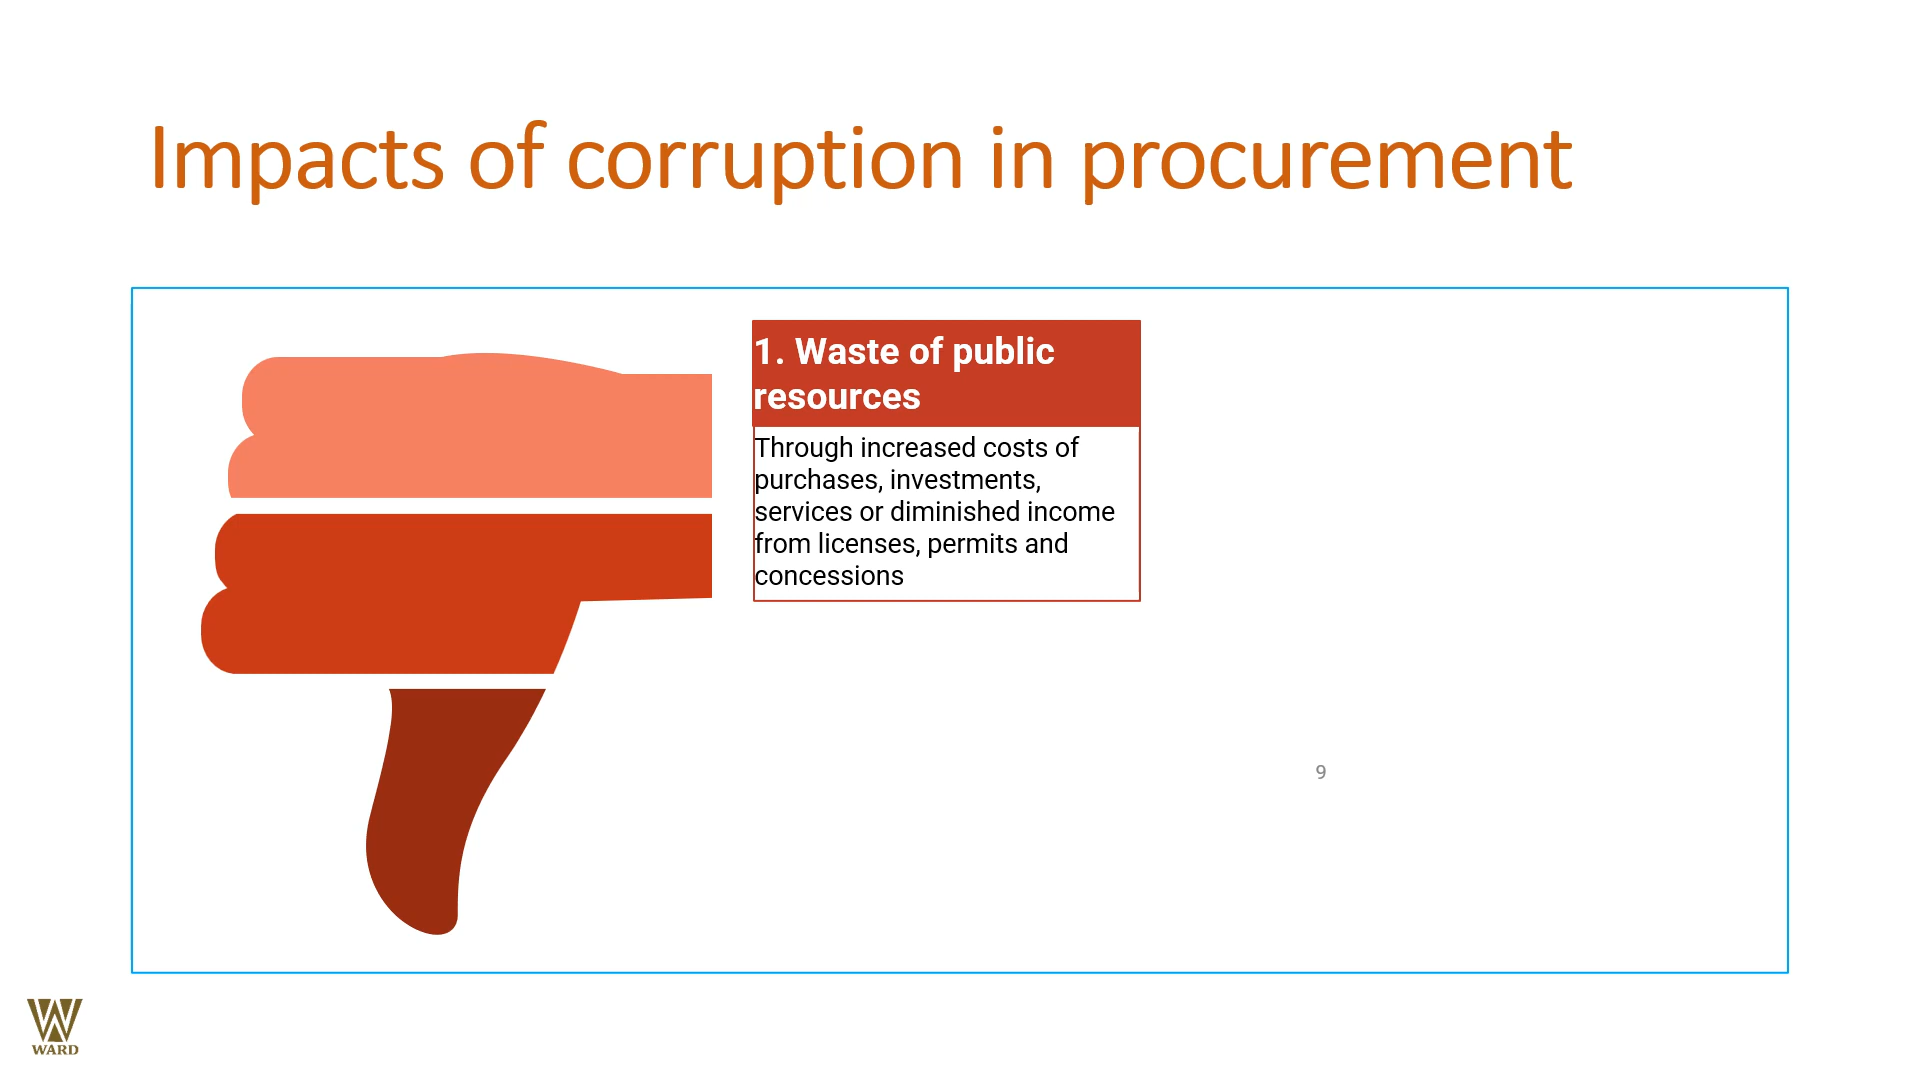 Impacts of corruption in procurement
1. Waste of public
resources
Through increased costs of
purchases, investments,
services or diminished income
from licenses, permits and
concessions
9
WARD